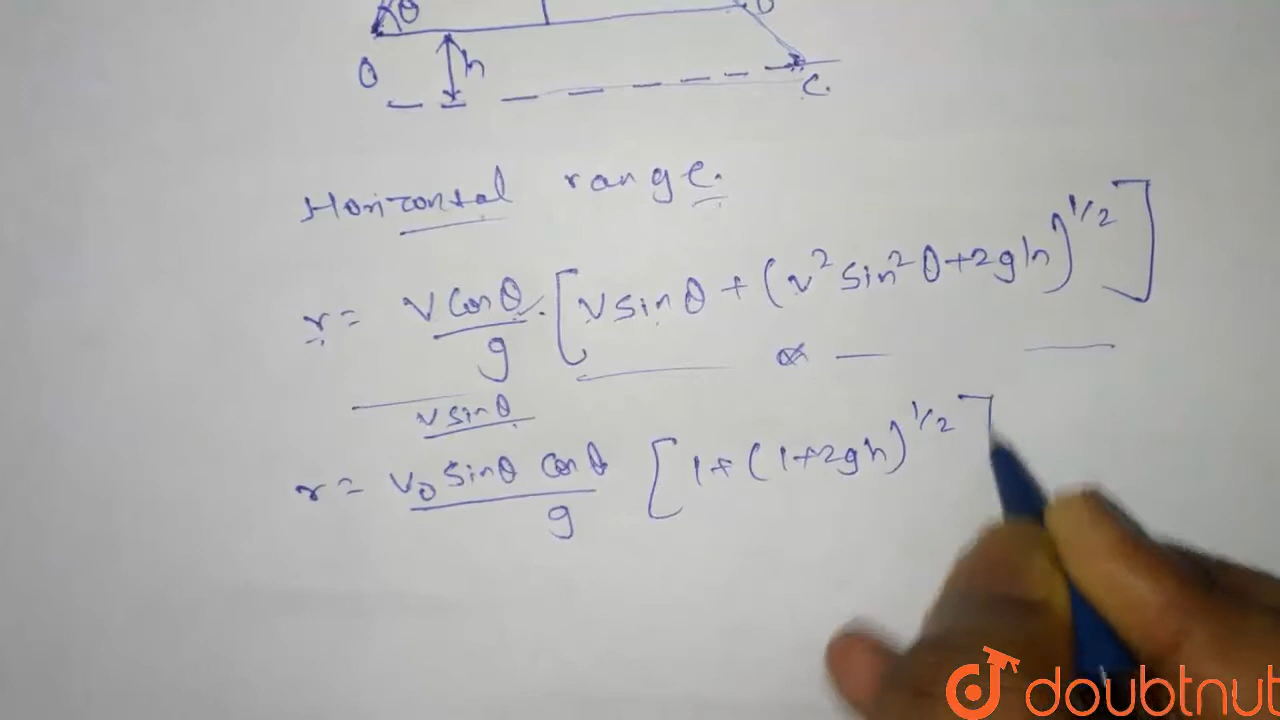 θ
D
O
h
C.
Horizontal range.
r = v cosθ / g . [v sinθ + (v² sin²θ + 2gh)^1/2]
v sinθ
r = v₀ sinθ cosθ / g [1 + (1 + 2gh)^1/2]
doubtnut